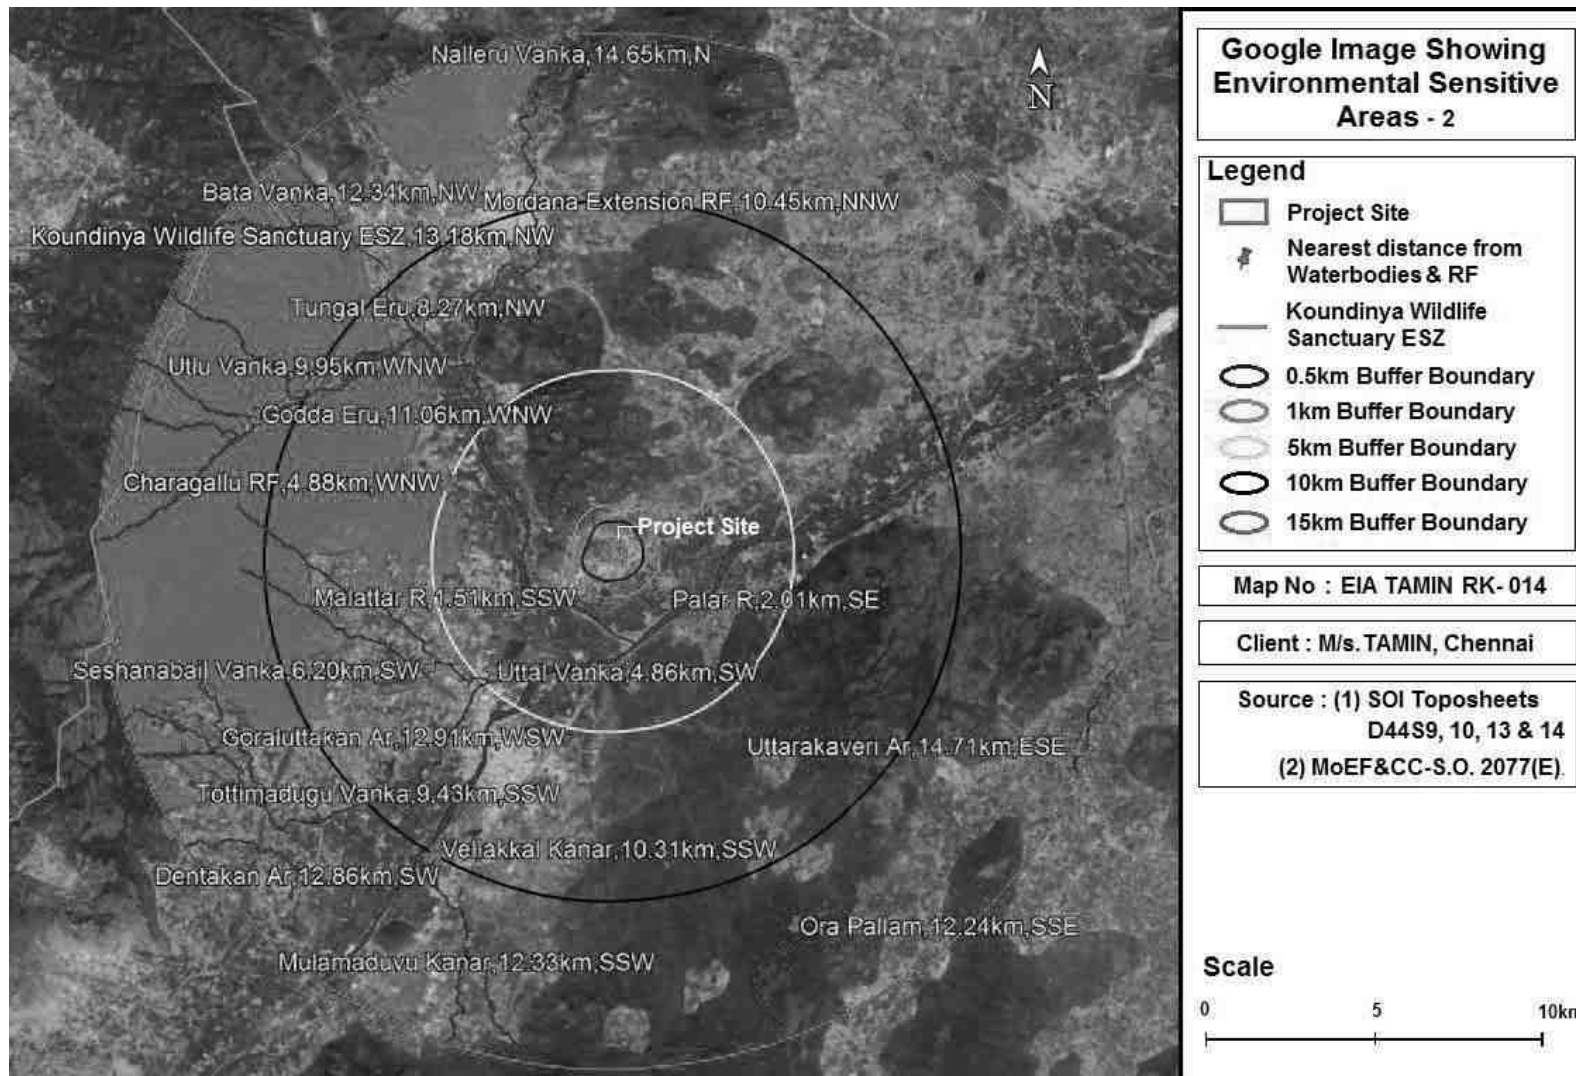 Nalleru Vanka,14.65km,N
N
Bata Vanka,12.34km,NW
Mordana Extension RF,10.45km,NNW
Koundinya Wildlife Sanctuary ESZ,13.18km,NW
Tungal Eru,8.27km,NW
Utlu Vanka,9.95km,WNW
Godda Eru,11.06km,WNW
Charagallu RF,4.88km,WNW
Project Site
Malattar R,1.51km,SSW
Palar R,2.01km,SE
Seshanabail Vanka,6.20km,SW
Uttal Vanka,4.86km,SW
Goraluttakan Ar,12.91km,WSW
Uttarakaveri Ar,14.71km,ESE
Tottimadugu Vanka,9.43km,SSW
Veliakkal Kanar,10.31km,SSW
Dentakan Ar,12.86km,SW
Ora Pallam,12.24km,SSE
Mulamaduvu Kanar,12.33km,SSW
Google Image Showing
Environmental Sensitive
Areas - 2
Legend
Project Site
Nearest distance from
Waterbodies & RF
Koundinya Wildlife
Sanctuary ESZ
0.5km Buffer Boundary
1km Buffer Boundary
5km Buffer Boundary
10km Buffer Boundary
15km Buffer Boundary
Map No : EIA TAMIN RK- 014
Client : M/s. TAMIN, Chennai
Source : (1) SOI Toposheets
D44S9, 10, 13 & 14
(2) MoEF&CC-S.O. 2077(E).
Scale
0 5 10km